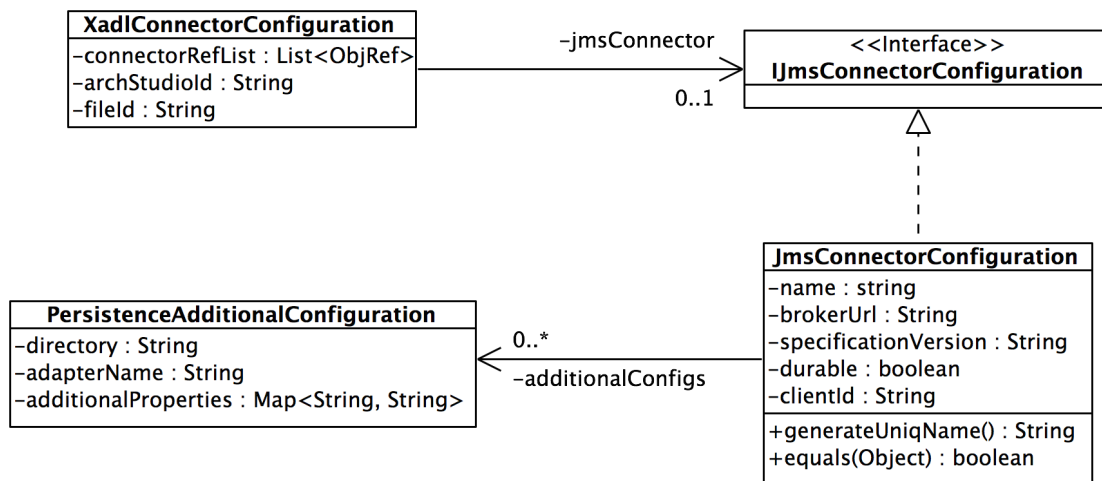 XadlConnectorConfiguration
-connectorRefList : List<ObjRef>
-archStudioId : String
-fileId : String
-jmsConnector
0..1
<<Interface>>
IJmsConnectorConfiguration
PersistenceAdditionalConfiguration
-directory : String
-adapterName : String
-additionalProperties : Map<String, String>
0..*
-additionalConfigs
JmsConnectorConfiguration
-name : string
-brokerUrl : String
-specificationVersion : String
-durable : boolean
-clientId : String
+generateUniqName() : String
+equals(Object) : boolean